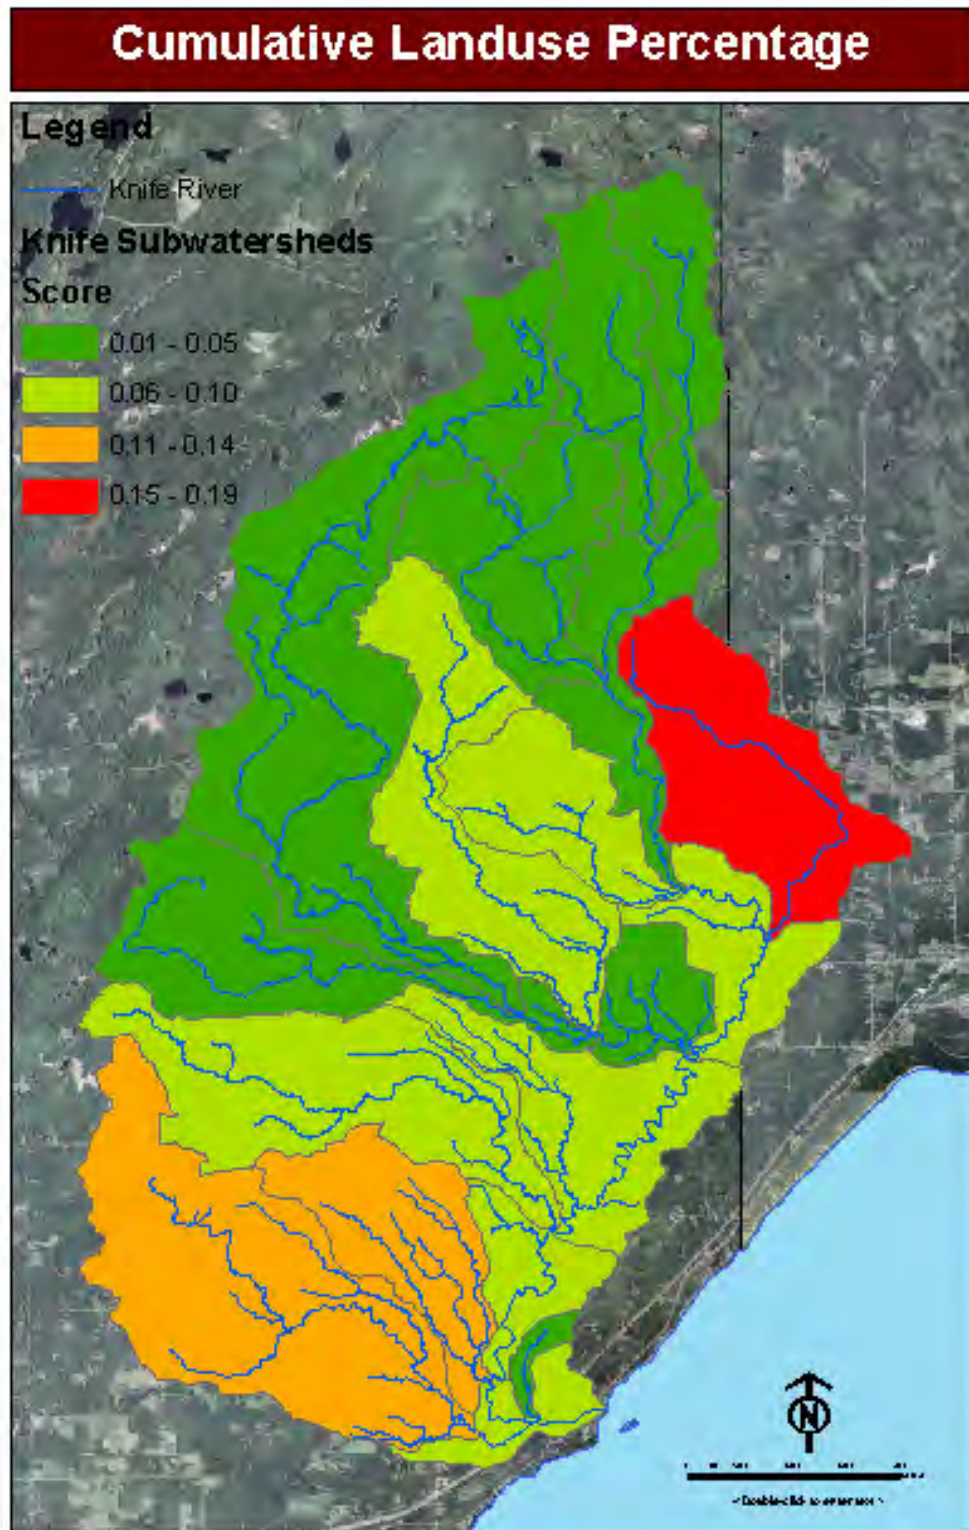 Cumulative Landuse Percentage
Legend
Knife River
Knife Subwatersheds
Score
0.01 - 0.05
0.06 - 0.10
0.11 - 0.14
0.15 - 0.19
N